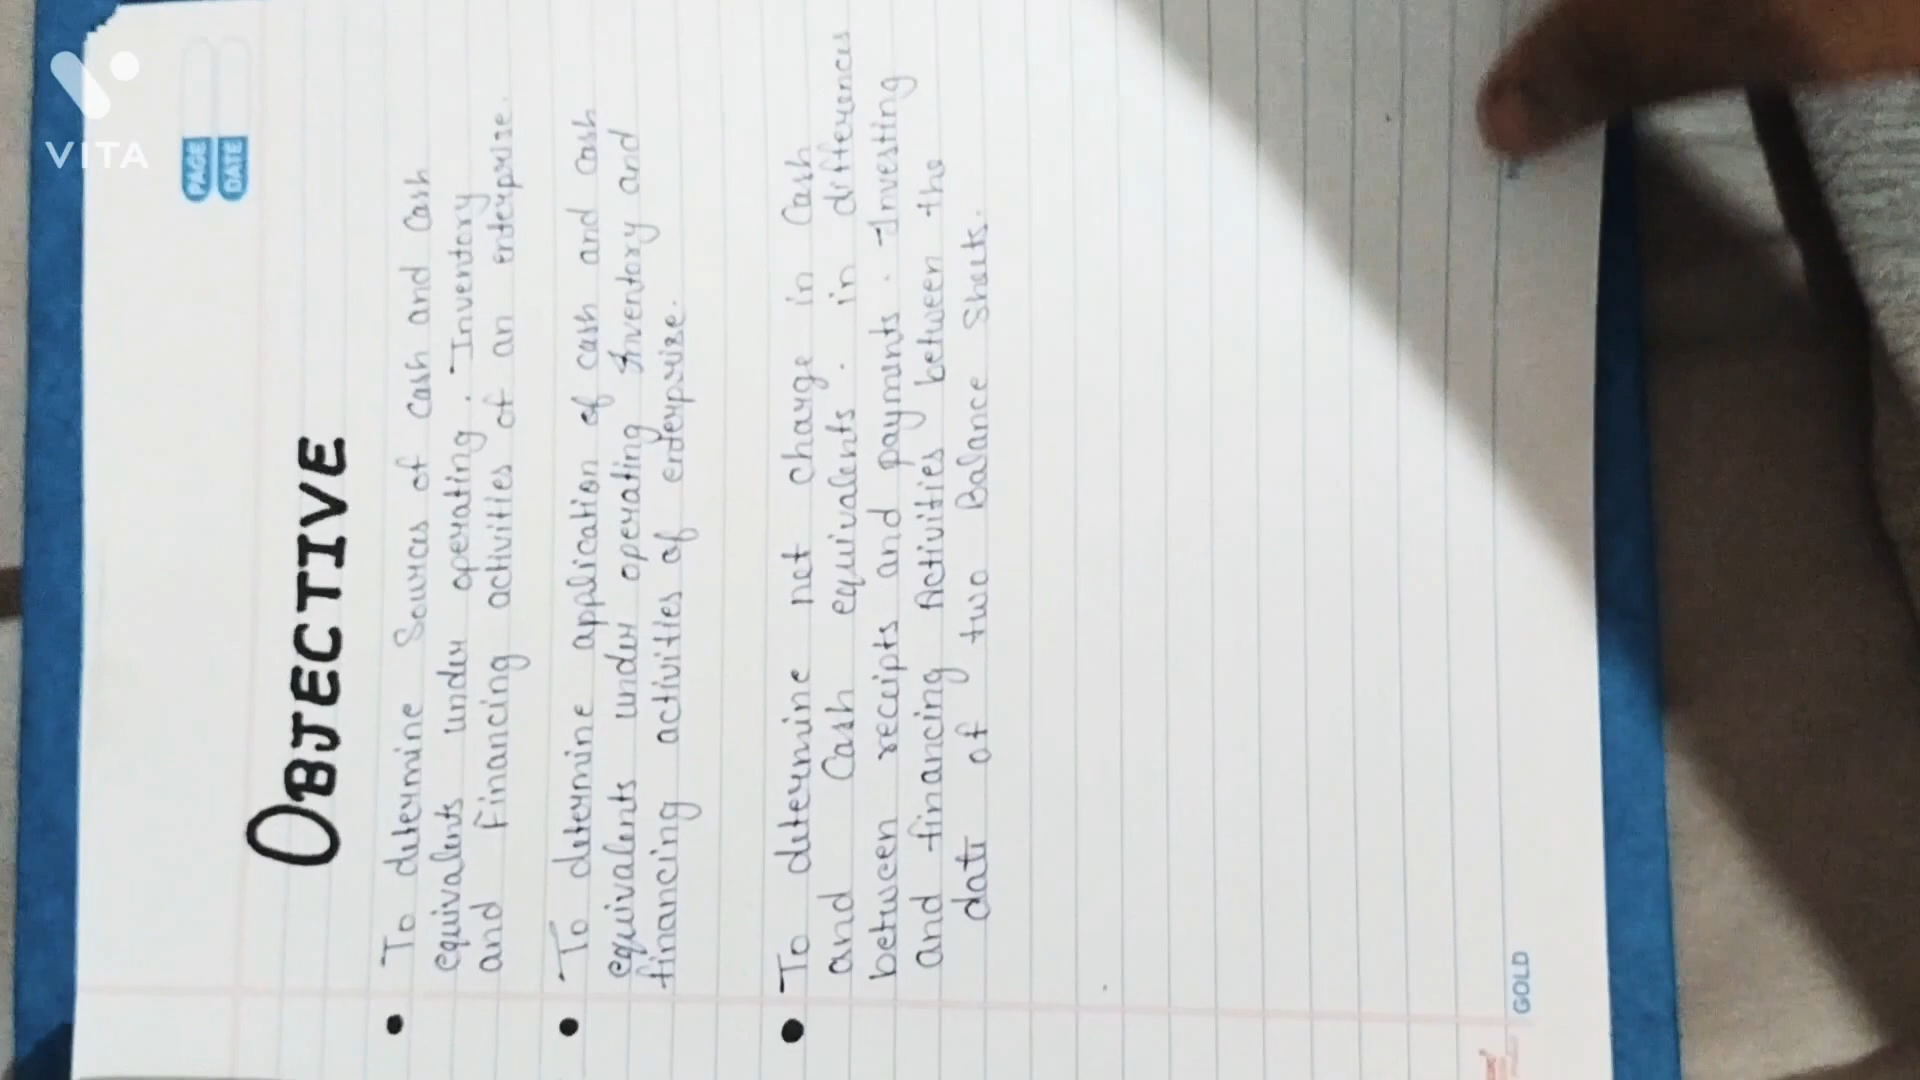 VITA
PAGE
DATE
OBJECTIVE
• To determine Sources of Cash and Cash
equivalents under operating. Inventory
and Financing activities of an enterprise.
• To determine application of cash and cash
equivalents under operating Inventory and
financing activities of enterprise.
• To determine net change in Cash
and Cash equivalents. in differences
between receipts and payments. Investing
and financing Activities between the
date of two Balance Sheets.
GOLD